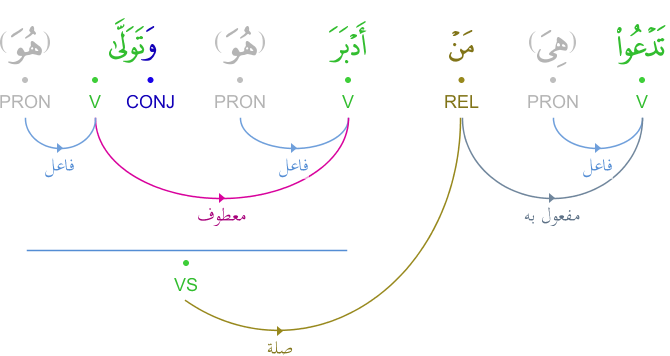 تَدْعُوا۟ (هِىَ) مَنْ أَدْبَرَ (هُوَ) وَتَوَلَّىٰ (هُوَ)
V PRON REL V PRON CONJ V PRON
فاعل فاعل فاعل
مفعول به معطوف
VS
صلة